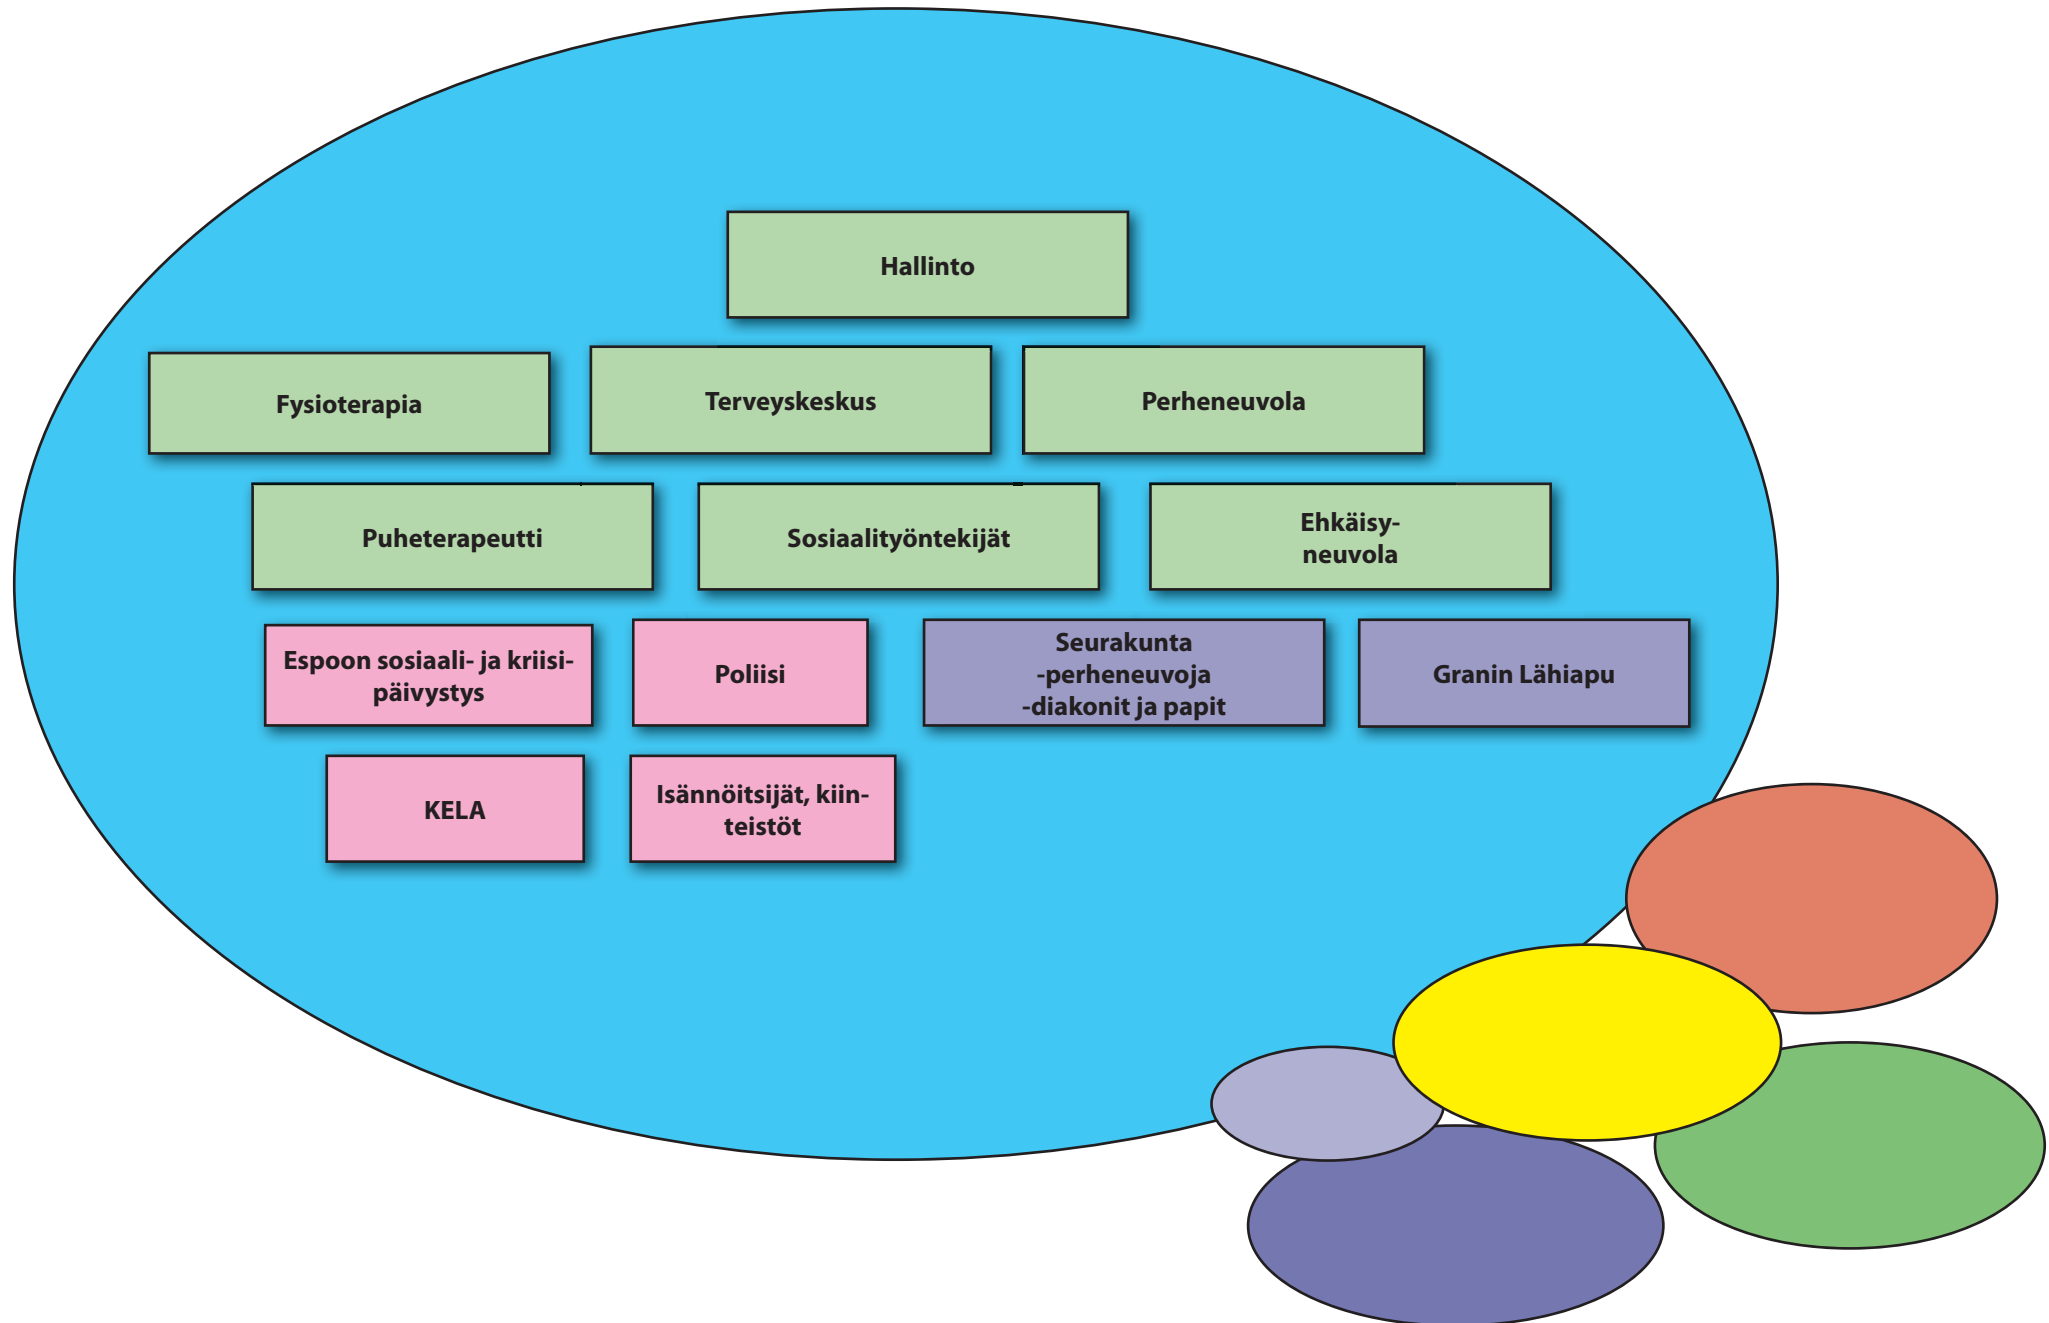 Hallinto
Fysioterapia
Terveyskeskus
Perheneuvola
Puheterapeutti
Sosiaalityöntekijät
Ehkäisy-
neuvola
Espoon sosiaali- ja kriisi-
päivystys
Poliisi
Seurakunta
-perheneuvoja
-diakonit ja papit
Granin Lähiapu
KELA
Isännöitsijät, kiin-
teistöt